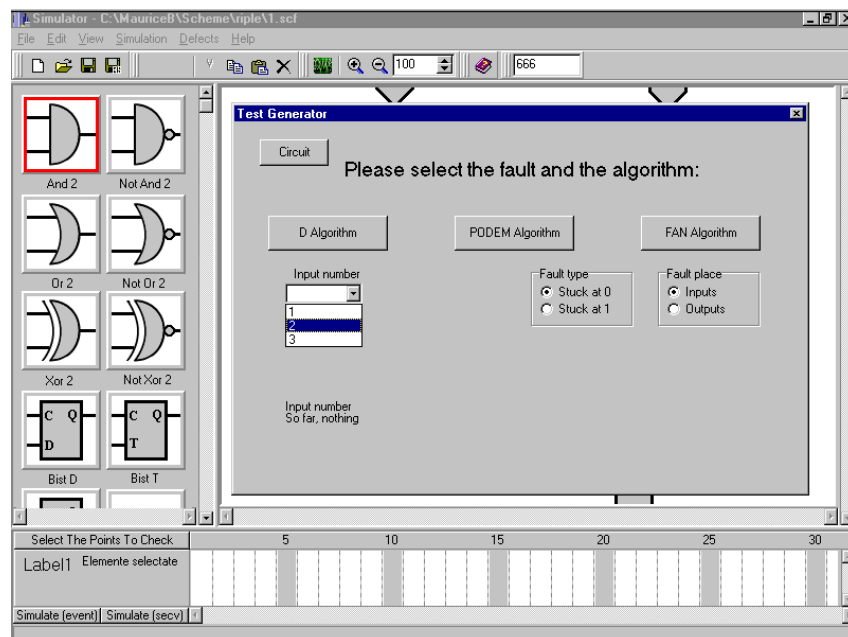 Simulator - C:\MauriceB\Scheme\riple\1.scf
File Edit View Simulation Defects Help
100
666
And 2 Not And 2
Or 2 Not Or 2
Xor 2 Not Xor 2
C Q D
C Q T
Bist D Bist T
Test Generator
Circuit
Please select the fault and the algorithm:
D Algorithm PODEM Algorithm FAN Algorithm
Input number
1
2
3
Fault type
Stuck at 0
Stuck at 1
Fault place
Inputs
Outputs
Input number
So far, nothing
Select The Points To Check 5 10 15 20 25 30
Label1 Elemente selectate
Simulate (event) Simulate (secv)